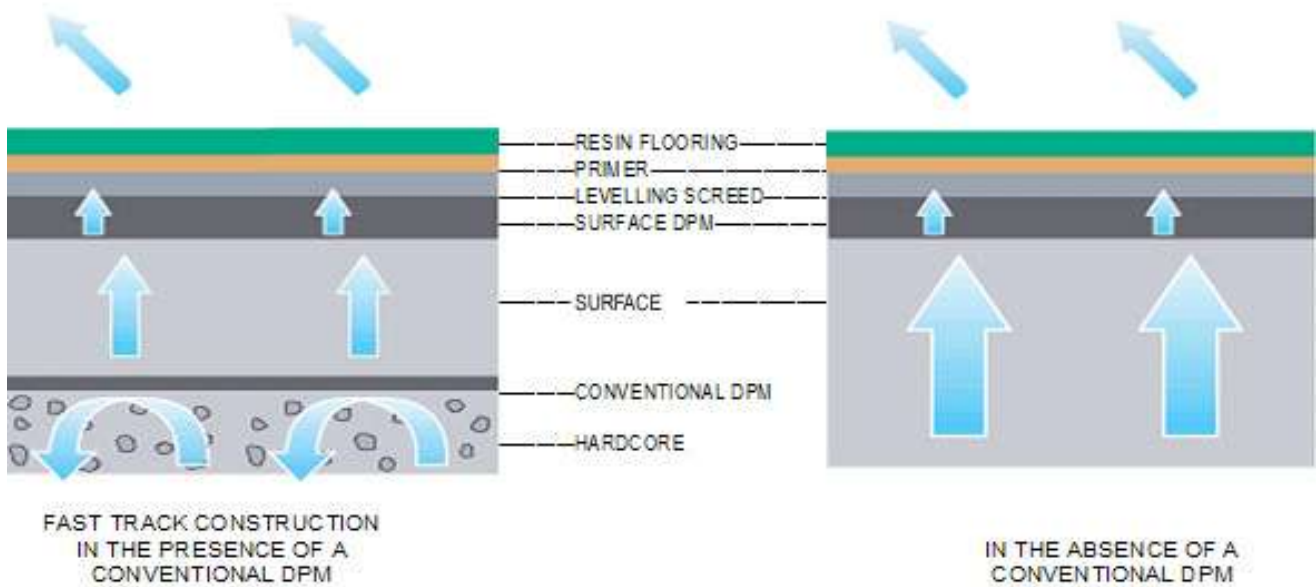 RESIN FLOORING
PRIMER
LEVELLING SCREED
SURFACE DPM
SURFACE
CONVENTIONAL DPM
HARDCORE
FAST TRACK CONSTRUCTION
IN THE PRESENCE OF A
CONVENTIONAL DPM
IN THE ABSENCE OF A
CONVENTIONAL DPM